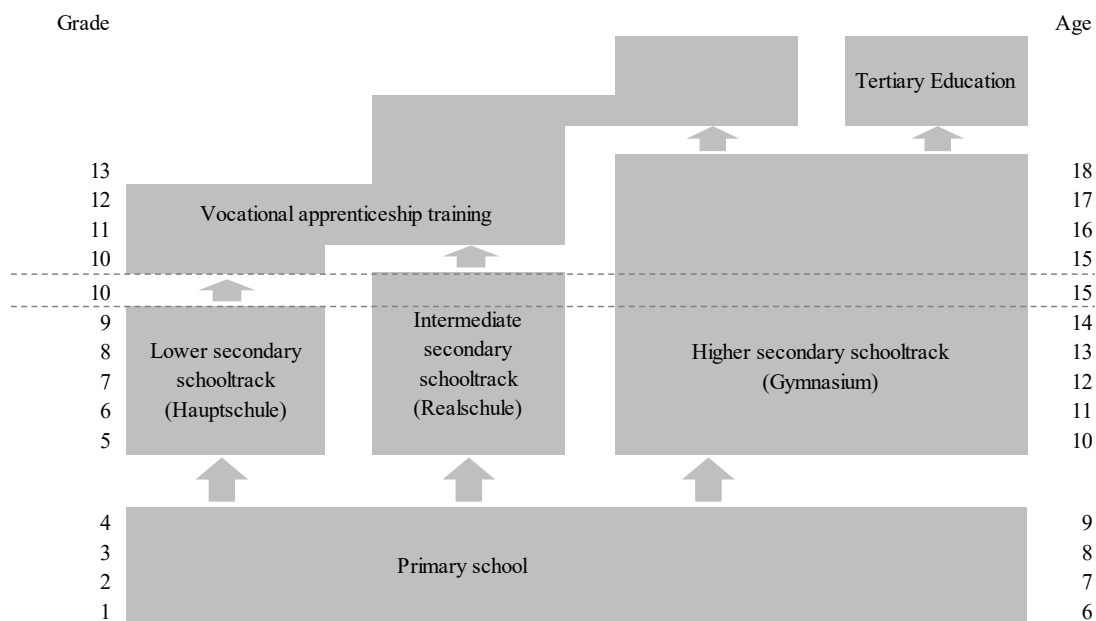 Grade
Age
Tertiary Education
13
18
12
17
Vocational apprenticeship training
11
16
10
15
10
15
9
Intermediate
14
8
Lower secondary
secondary
Higher secondary schooltrack
13
7
schooltrack
schooltrack
(Gymnasium)
12
6
(Hauptschule)
(Realschule)
11
5
10
4
9
3
8
Primary school
2
7
1
6